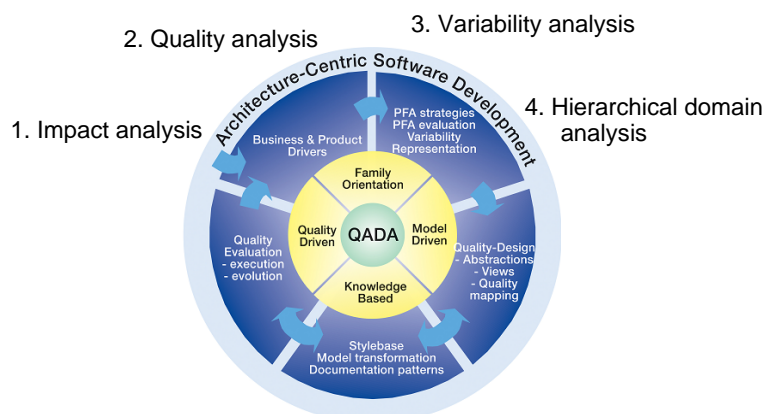 3. Variability analysis
2. Quality analysis
Architecture-Centric Software Development
4. Hierarchical domain
analysis
1. Impact analysis
PFA strategies
PFA evaluation
Variability
Representation
Business & Product
Drivers
Family
Orientation
Quality
Driven
QADA
Model
Driven
Quality
Evaluation
- execution
- evolution
Quality-Design
- Abstractions
- Views
- Quality
mapping
Knowledge
Based
Stylebase
Model transformation
Documentation patterns